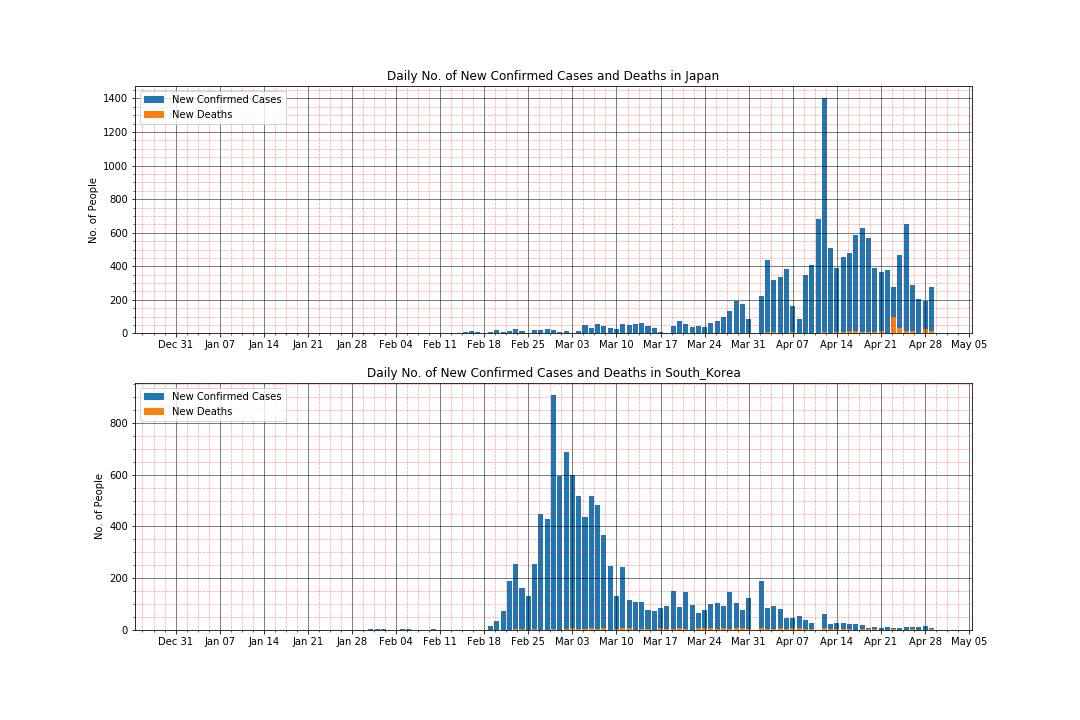 Daily No. of New Confirmed Cases and Deaths in Japan
1400
1200
1000
800
600
400
200
0
No. of People
New Confirmed Cases
New Deaths
Dec 31 Jan 07 Jan 14 Jan 21 Jan 28 Feb 04 Feb 11 Feb 18 Feb 25 Mar 03 Mar 10 Mar 17 Mar 24 Mar 31 Apr 07 Apr 14 Apr 21 Apr 28 May 05
Daily No. of New Confirmed Cases and Deaths in South_Korea
800
600
400
200
0
No. of People
New Confirmed Cases
New Deaths
Dec 31 Jan 07 Jan 14 Jan 21 Jan 28 Feb 04 Feb 11 Feb 18 Feb 25 Mar 03 Mar 10 Mar 17 Mar 24 Mar 31 Apr 07 Apr 14 Apr 21 Apr 28 May 05